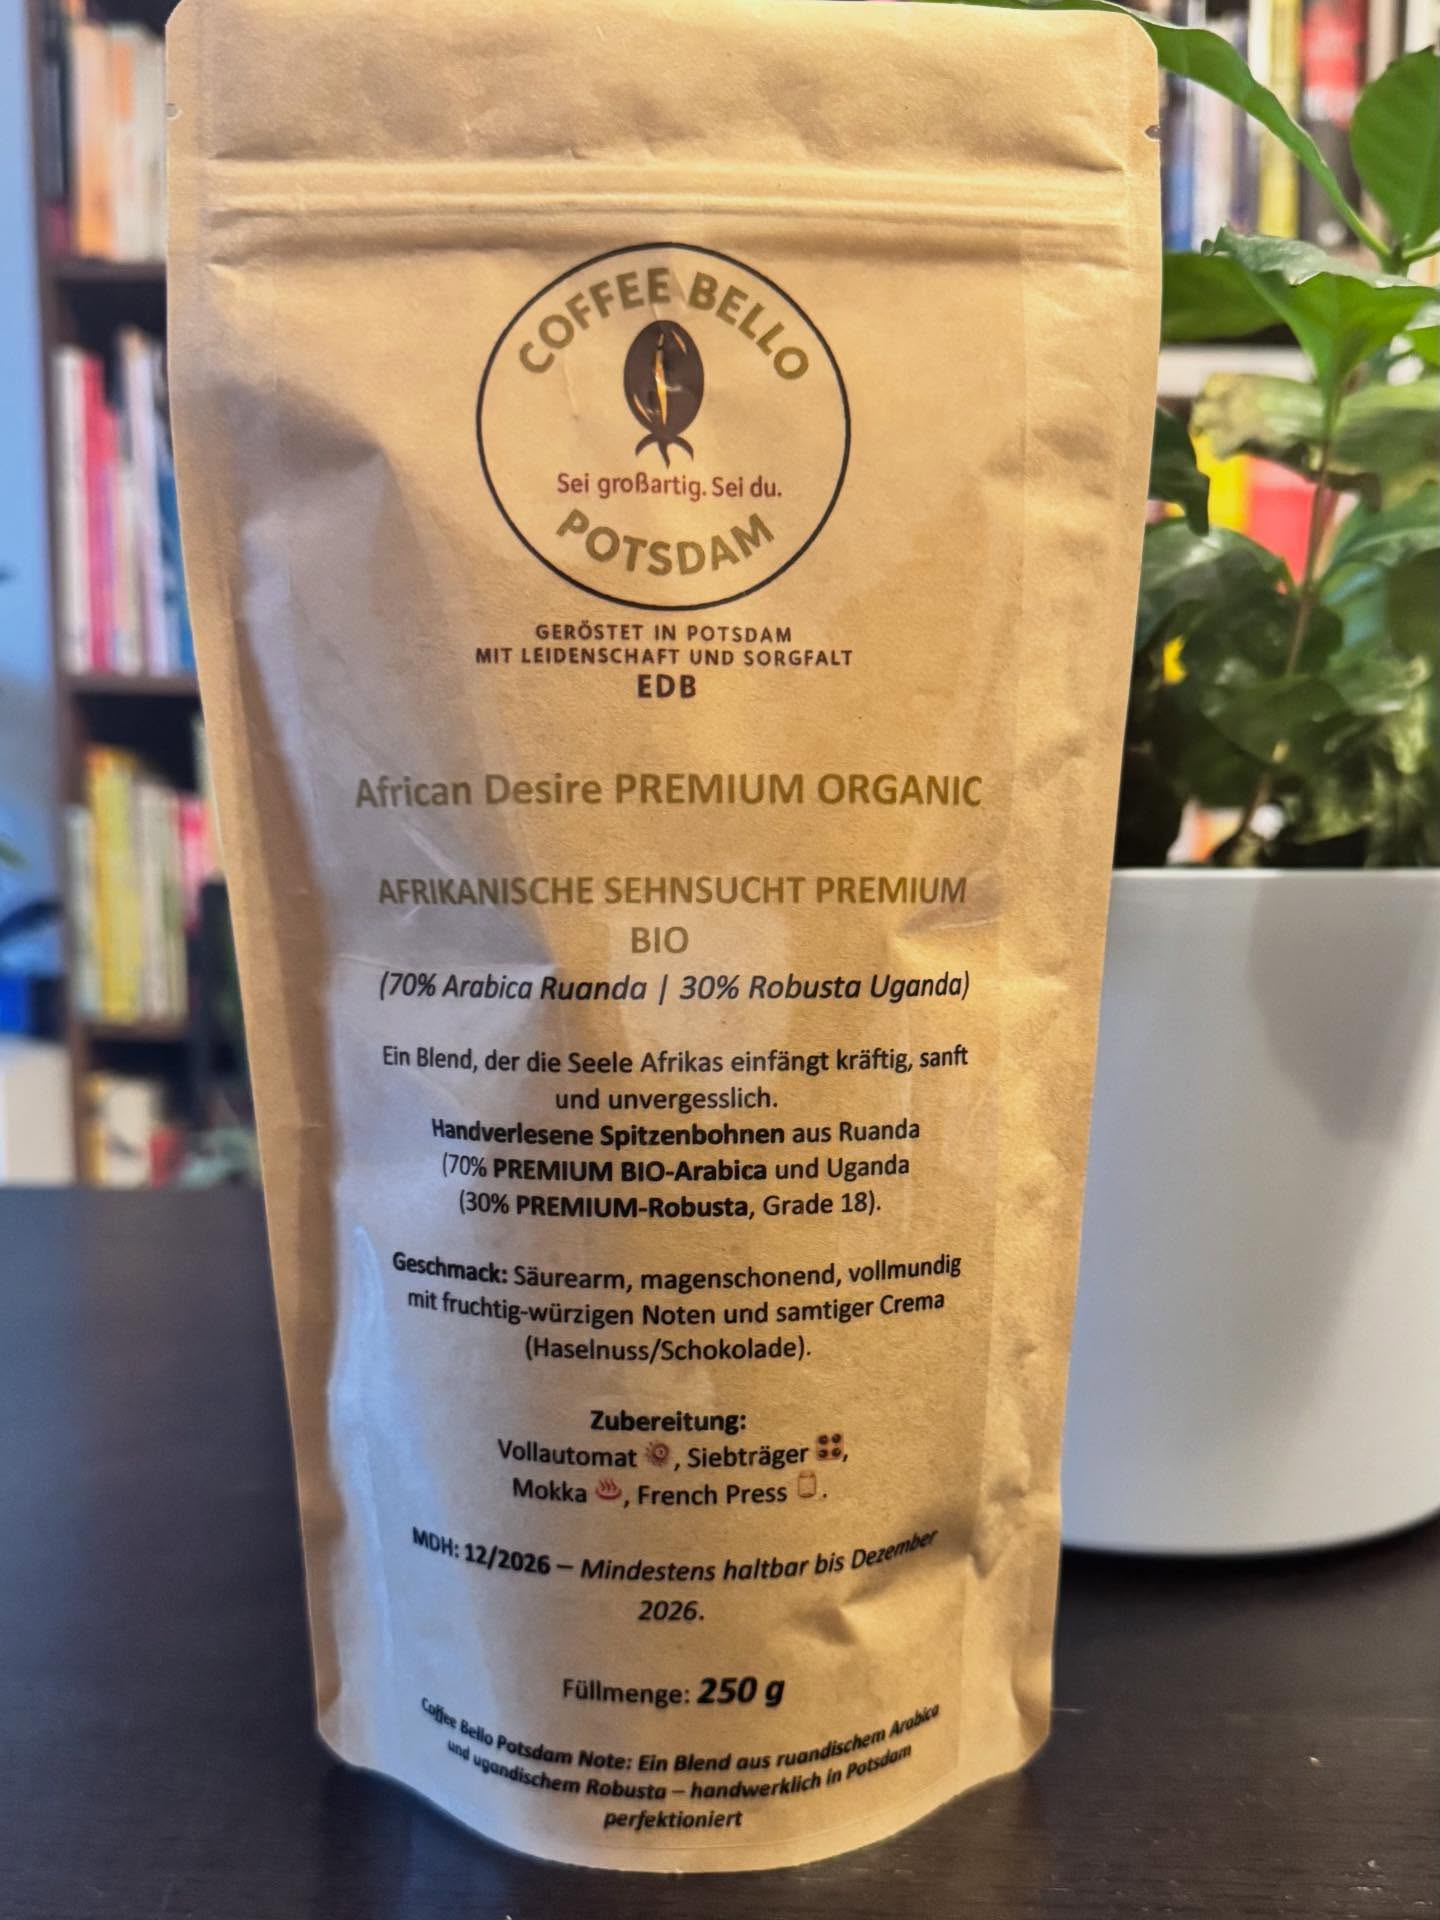 COFFEE BELLO
Sei großartig. Sei du.
POTSDAM
GERÖSTET IN POTSDAM
MIT LEIDENSCHAFT UND SORGFALT
EDB
African Desire PREMIUM ORGANIC
AFRIKANISCHE SEHNSUCHT PREMIUM
BIO
(70% Arabica Ruanda | 30% Robusta Uganda)
Ein Blend, der die Seele Afrikas einfängt kräftig, sanft
und unvergesslich.
Handverlesene Spitzenbohnen aus Ruanda
(70% PREMIUM BIO-Arabica und Uganda
(30% PREMIUM-Robusta, Grade 18).
Geschmack: Säurearm, magenschonend, vollmundig
mit fruchtig-würzigen Noten und samtiger Crema
(Haselnuss/Schokolade).
Zubereitung:
Vollautomat , Siebträger ,
Mokka , French Press .
MDH: 12/2026 – Mindestens haltbar bis Dezember
2026.
Füllmenge: 250 g
Coffee Bello Potsdam Note: Ein Blend aus ruandischem Arabica
und ugandischem Robusta – handwerklich in Potsdam
perfektioniert